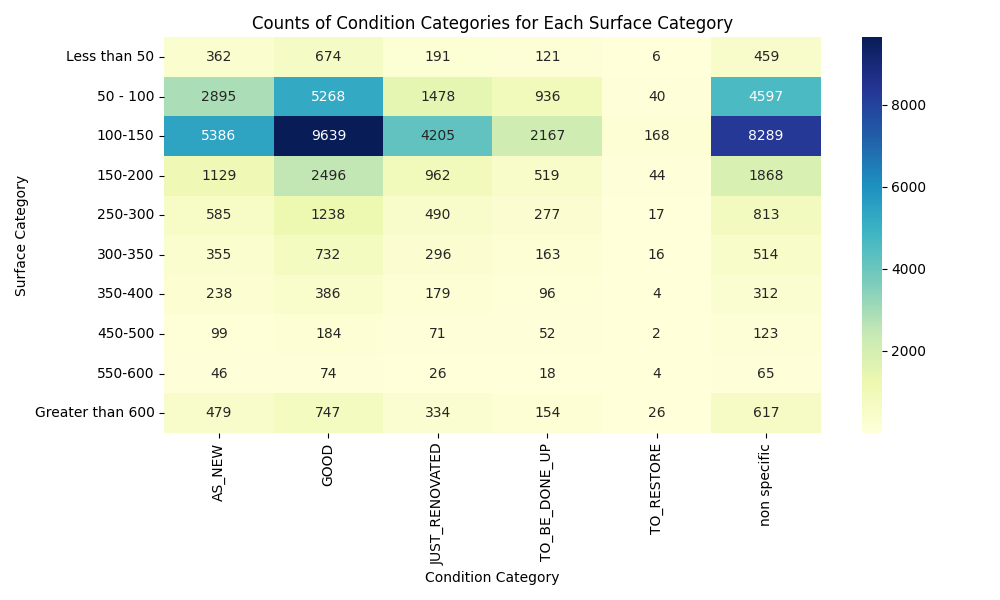 Counts of Condition Categories for Each Surface Category
Surface Category
Less than 50 362 674 191 121 6 459
50 - 100 2895 5268 1478 936 40 4597
100-150 5386 9639 4205 2167 168 8289
150-200 1129 2496 962 519 44 1868
250-300 585 1238 490 277 17 813
300-350 355 732 296 163 16 514
350-400 238 386 179 96 4 312
450-500 99 184 71 52 2 123
550-600 46 74 26 18 4 65
Greater than 600 479 747 334 154 26 617
AS_NEW
GOOD
JUST_RENOVATED
TO_BE_DONE_UP
TO_RESTORE
non specific
Condition Category
8000
6000
4000
2000